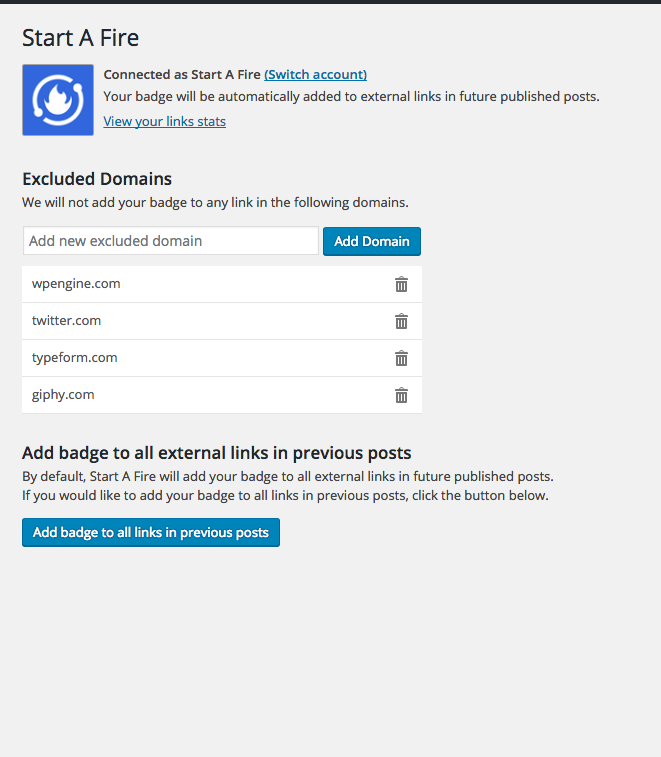 Start A Fire
Connected as Start A Fire (Switch account)
Your badge will be automatically added to external links in future published posts.
View your links stats
Excluded Domains
We will not add your badge to any link in the following domains.
Add new excluded domain
Add Domain
wpengine.com
twitter.com
typeform.com
giphy.com
Add badge to all external links in previous posts
By default, Start A Fire will add your badge to all external links in future published posts.
If you would like to add your badge to all links in previous posts, click the button below.
Add badge to all links in previous posts